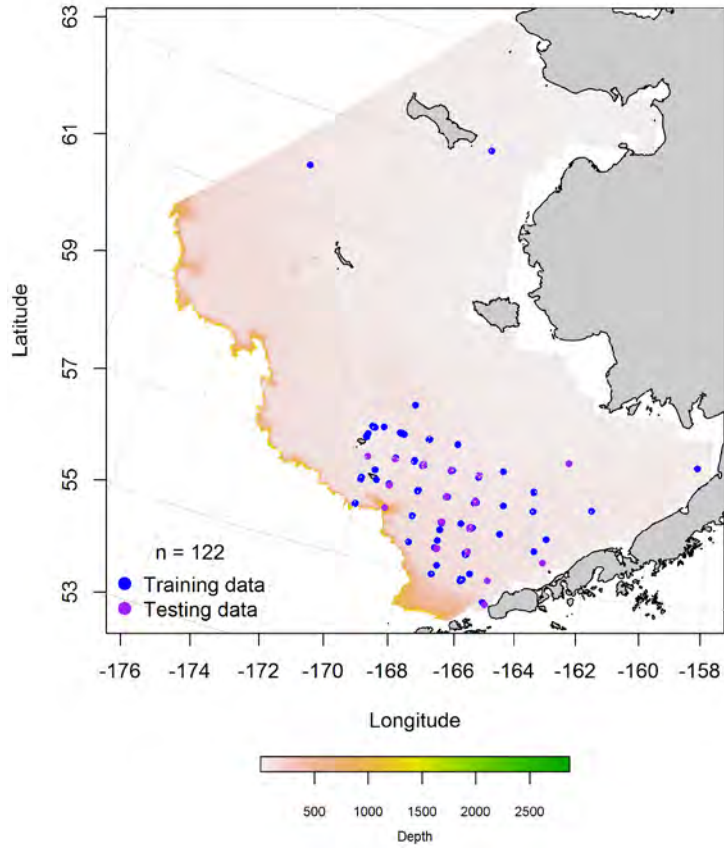 63
61
59
57
55
53
Latitude
n = 122
Training data
Testing data
-176 -174 -172 -170 -168 -166 -164 -162 -160 -158
Longitude
500 1000 1500 2000 2500
Depth